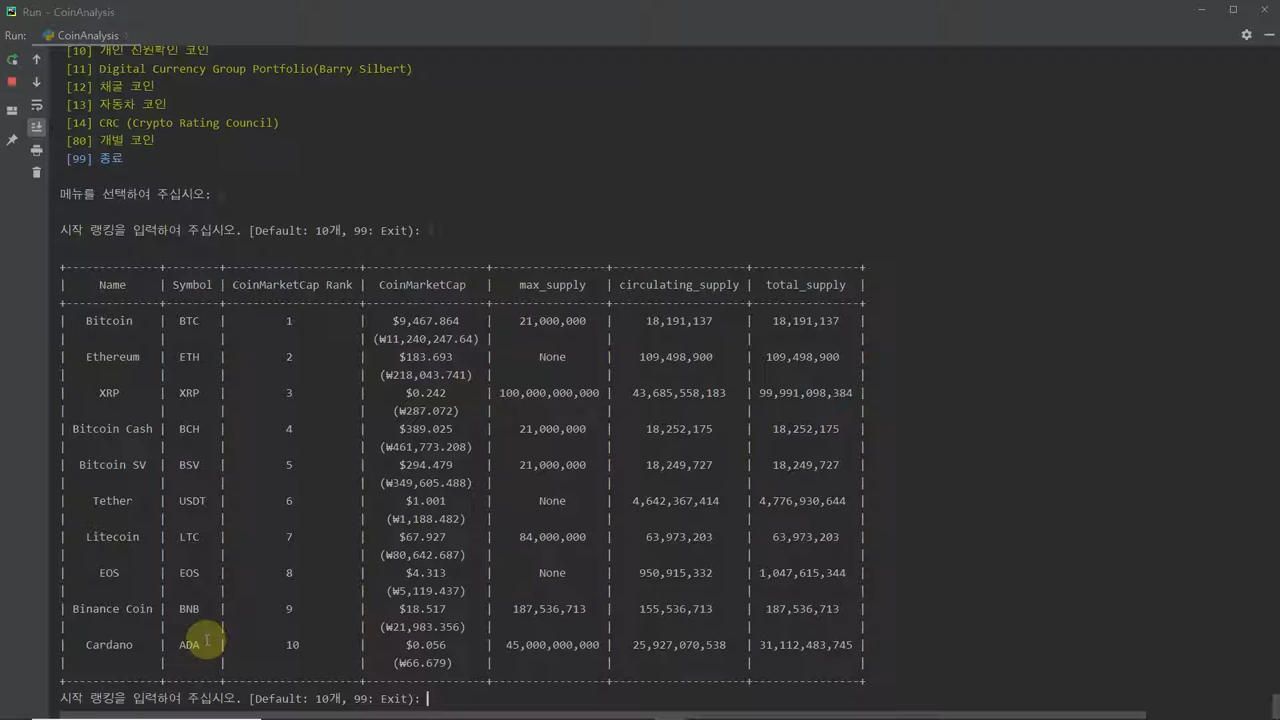 Run – CoinAnalysis
Run: CoinAnalysis
[10] 개인 신원확인 코인
[11] Digital Currency Group Portfolio(Barry Silbert)
[12] 채굴 코인
[13] 자동차 코인
[14] CRC (Crypto Rating Council)
[80] 개별 코인
[99] 종료
메뉴를 선택하여 주십시오:
시작 랭킹을 입력하여 주십시오. [Default: 10개, 99: Exit):
| Name | Symbol | CoinMarketCap Rank | CoinMarketCap | max_supply | circulating_supply | total_supply |
| Bitcoin | BTC | 1 | $9,467.864 | 21,000,000 | 18,191,137 | 18,191,137 |
(₩11,240,247.64)
| Ethereum | ETH | 2 | $183.693 | None | 109,498,900 | 109,498,900 |
(₩218,043.741)
| XRP | XRP | 3 | $0.242 | 100,000,000,000 | 43,685,558,183 | 99,991,098,384 |
(₩287.072)
| Bitcoin Cash | BCH | 4 | $389.025 | 21,000,000 | 18,252,175 | 18,252,175 |
(₩461,773.208)
| Bitcoin SV | BSV | 5 | $294.479 | 21,000,000 | 18,249,727 | 18,249,727 |
(₩349,605.488)
| Tether | USDT | 6 | $1.001 | None | 4,642,367,414 | 4,776,930,644 |
(₩1,188.482)
| Litecoin | LTC | 7 | $67.927 | 84,000,000 | 63,973,203 | 63,973,203 |
(₩80,642.687)
| EOS | EOS | 8 | $4.313 | None | 950,915,332 | 1,047,615,344 |
(₩5,119.437)
| Binance Coin | BNB | 9 | $18.517 | 187,536,713 | 155,536,713 | 187,536,713 |
(₩21,983.356)
| Cardano | ADA | 10 | $0.056 | 45,000,000,000 | 25,927,070,538 | 31,112,483,745 |
(₩66.679)
시작 랭킹을 입력하여 주십시오. [Default: 10개, 99: Exit):